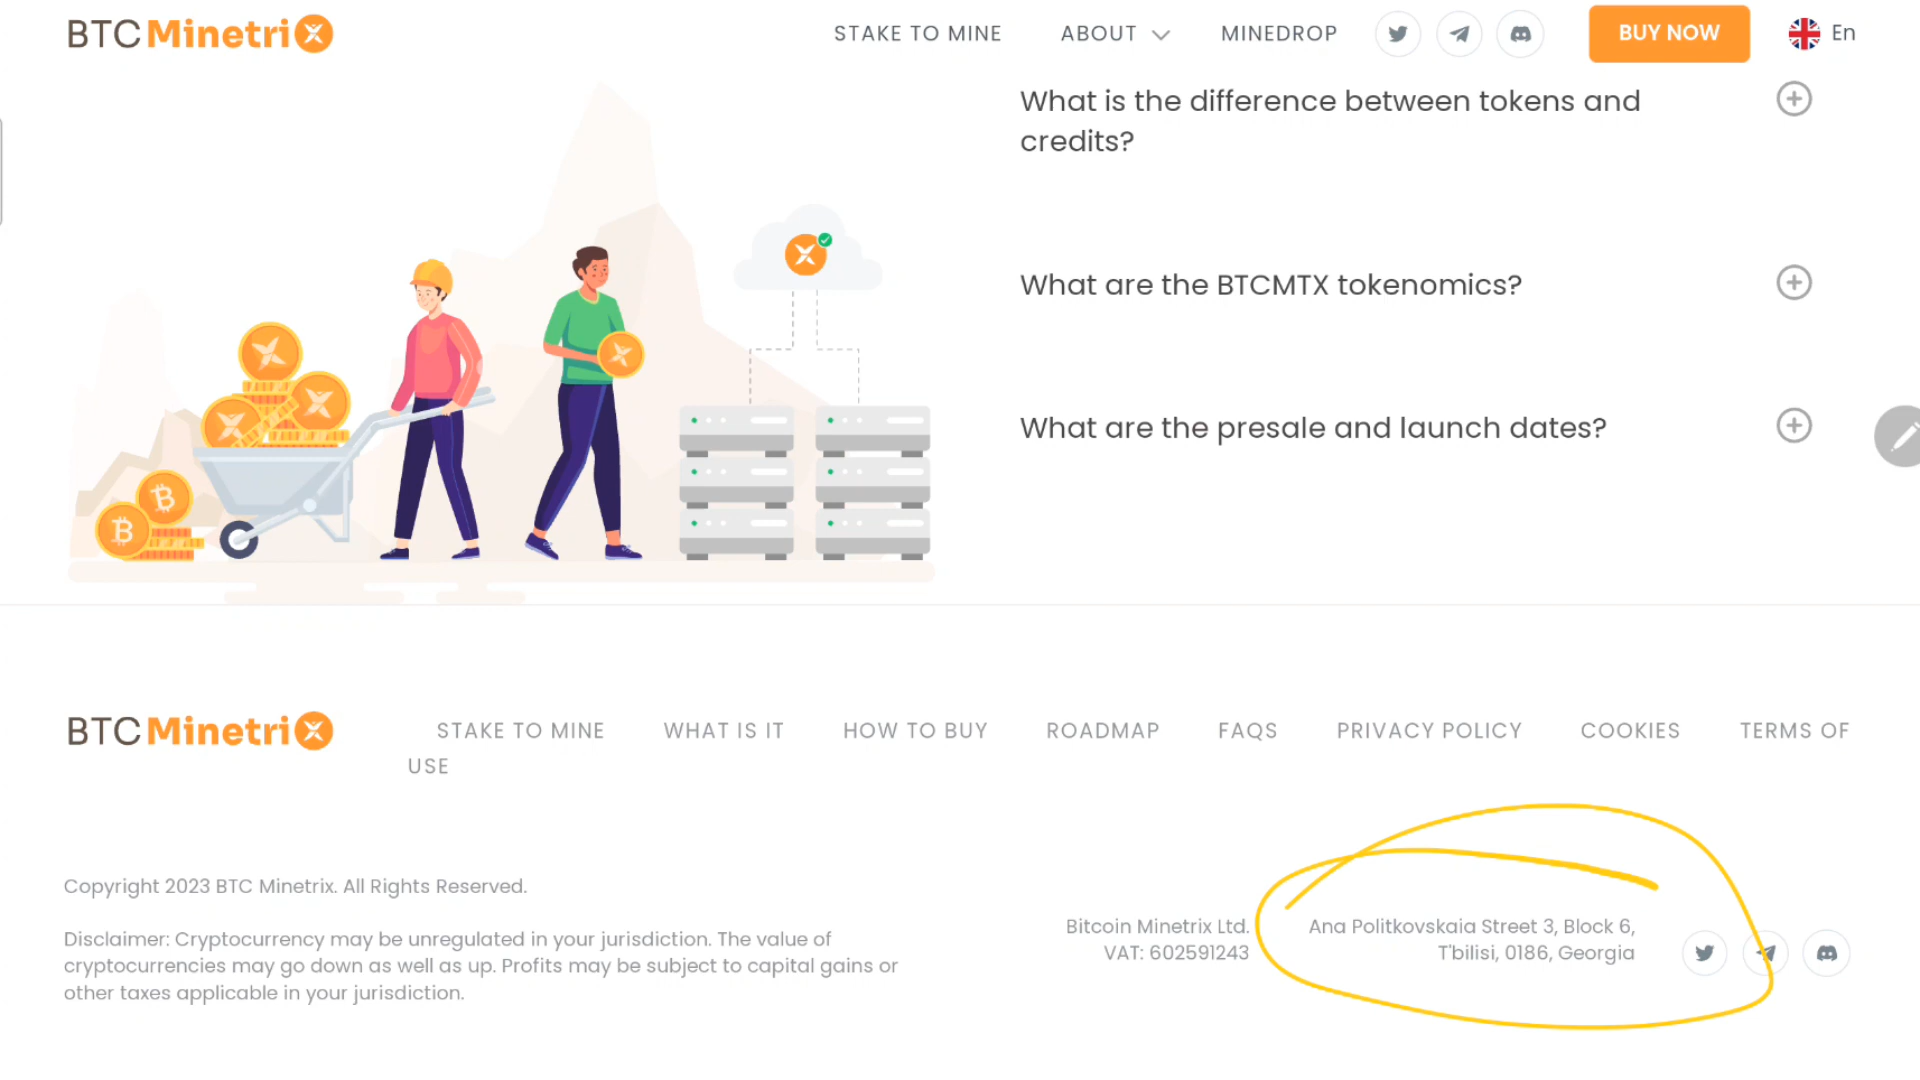 BTC Minetrix
STAKE TO MINE
ABOUT
MINEDROP
BUY NOW
En
What is the difference between tokens and
credits?
What are the BTCMTX tokenomics?
What are the presale and launch dates?
BTC Minetrix
STAKE TO MINE WHAT IS IT HOW TO BUY ROADMAP FAQS PRIVACY POLICY COOKIES TERMS OF
USE
Copyright 2023 BTC Minetrix. All Rights Reserved.
Disclaimer: Cryptocurrency may be unregulated in your jurisdiction. The value of
cryptocurrencies may go down as well as up. Profits may be subject to capital gains or
other taxes applicable in your jurisdiction.
Bitcoin Minetrix Ltd.
VAT: 602591243
Ana Politkovskaia Street 3, Block 6,
T'bilisi, 0186, Georgia